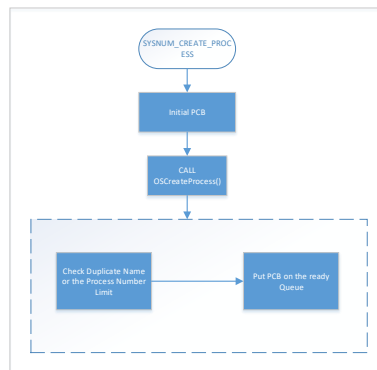 SYSNUM_CREATE_PROC
ESS
Initial PCB
CALL
OSCreateProcess()
Check Duplicate Name
or the Process Number
Limit
Put PCB on the ready
Queue